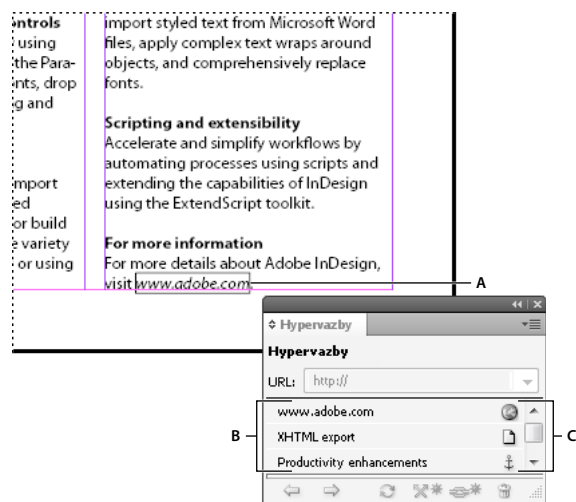 ontrols
using
the Para-
nts, drop
g and
mport
ed
or build
e variety
or using
import styled text from Microsoft Word
files, apply complex text wraps around
objects, and comprehensively replace
fonts.
Scripting and extensibility
Accelerate and simplify workflows by
automating processes using scripts and
extending the capabilities of InDesign
using the ExtendScript toolkit.
For more information
For more details about Adobe InDesign,
visit www.adobe.com.
A
Hypervazby
Hypervazby
URL: http://
www.adobe.com
XHTML export
Productivity enhancements
B
C